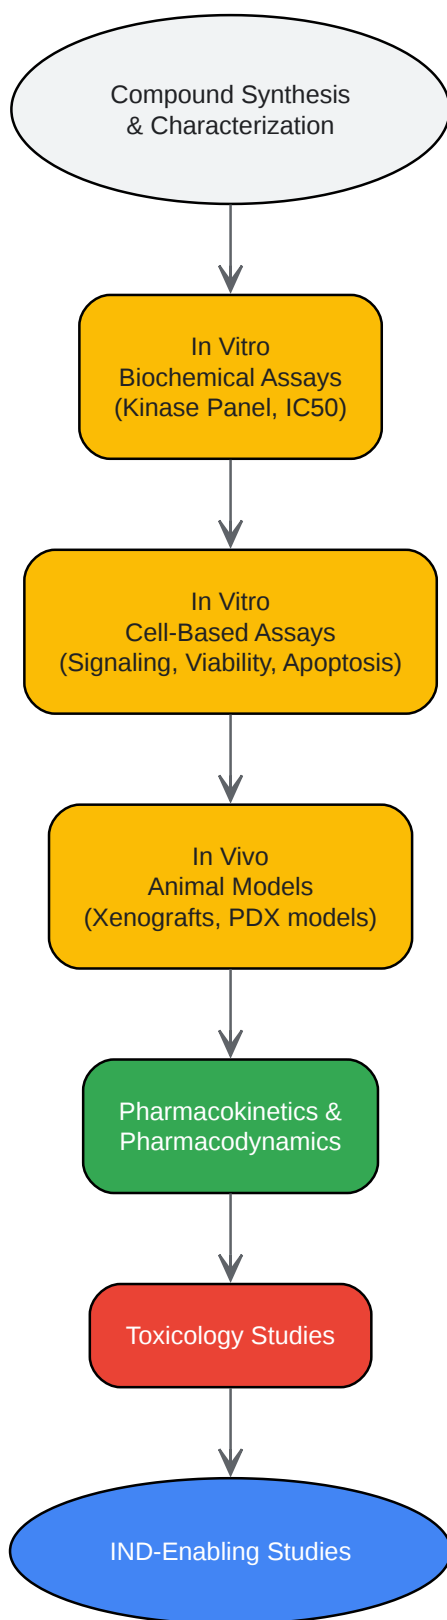 Compound Synthesis
& Characterization
In Vitro
Biochemical Assays
(Kinase Panel, IC50)
In Vitro
Cell-Based Assays
(Signaling, Viability, Apoptosis)
In Vivo
Animal Models
(Xenografts, PDX models)
Pharmacokinetics &
Pharmacodynamics
Toxicology Studies
IND-Enabling Studies